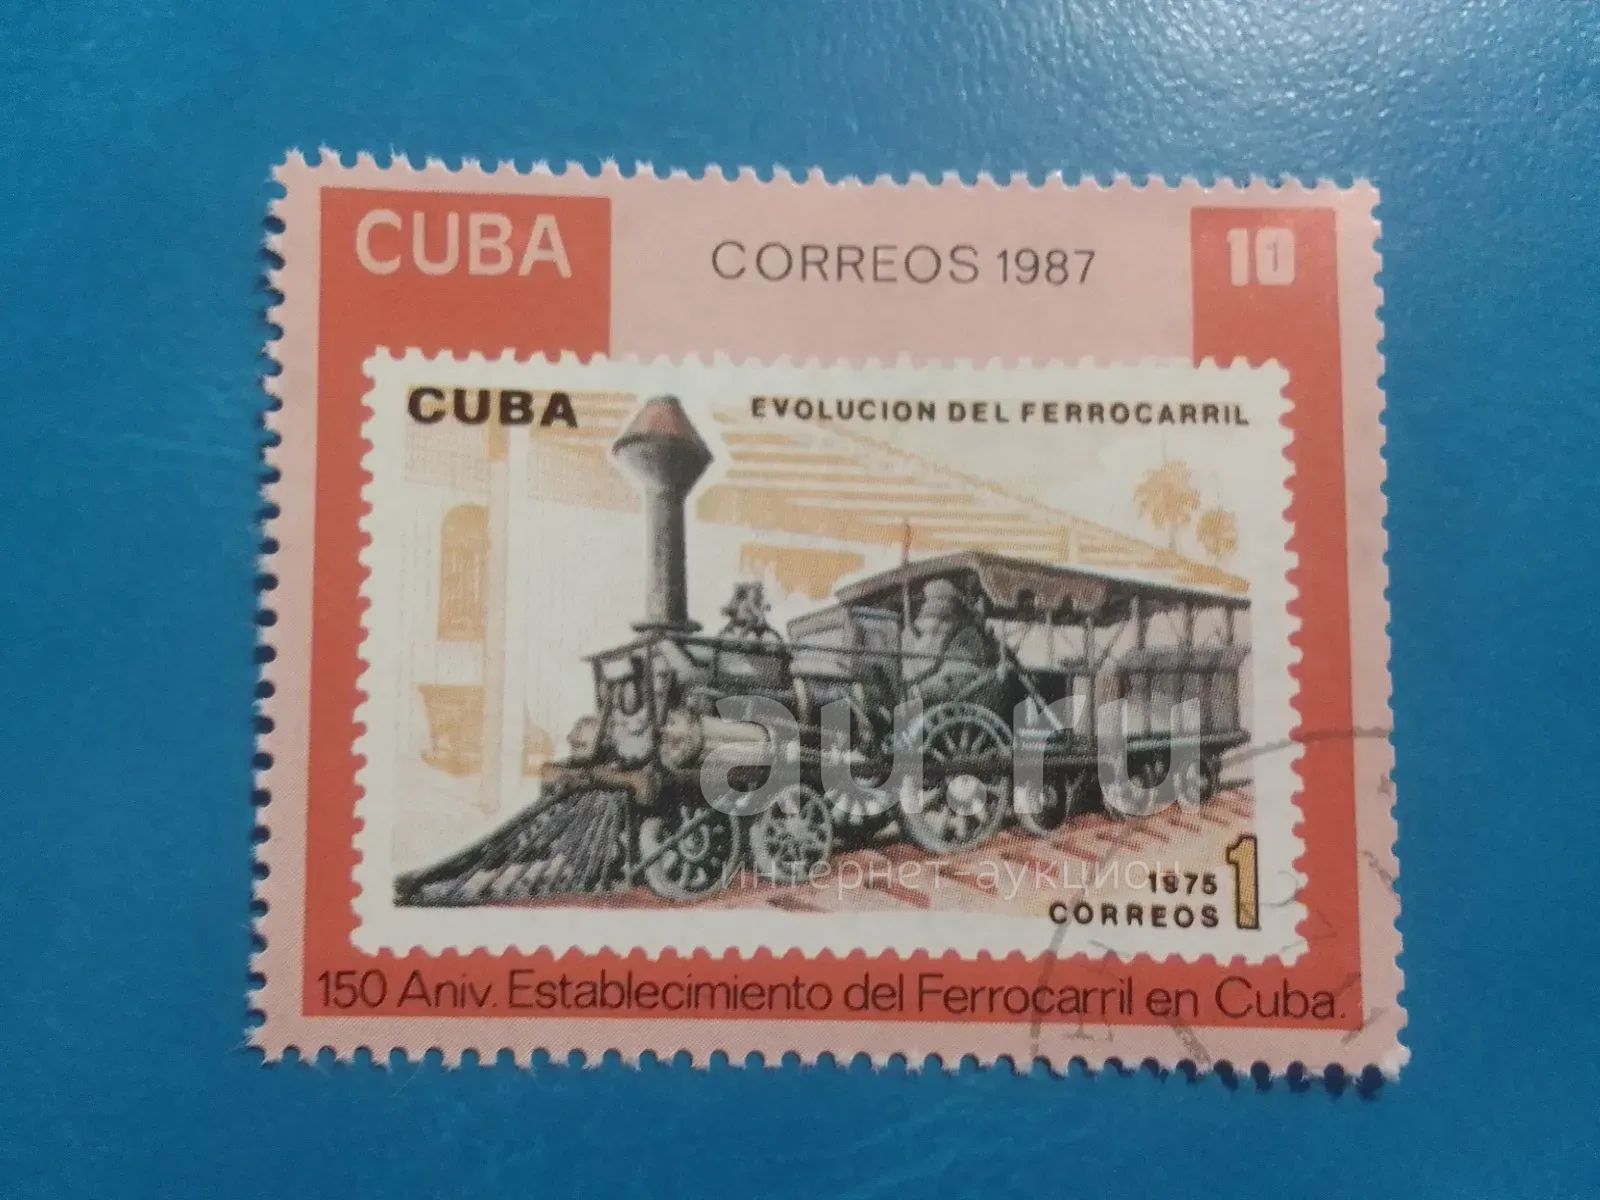 CUBA
CORREOS 1987
10
CUBA
EVOLUCION DEL FERROCARRIL
au.ru
интернет-аукцион
1975
CORREOS 1
150 Aniv. Establecimiento del Ferrocarril en Cuba.